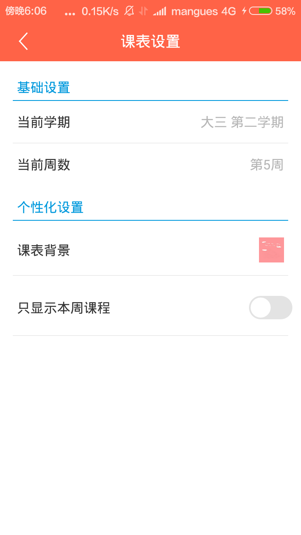 傍晚6:06 ... 0.15K/s mangues 4G 58%
课表设置
基础设置
当前学期 大三 第二学期
当前周数 第5周
个性化设置
课表背景
只显示本周课程